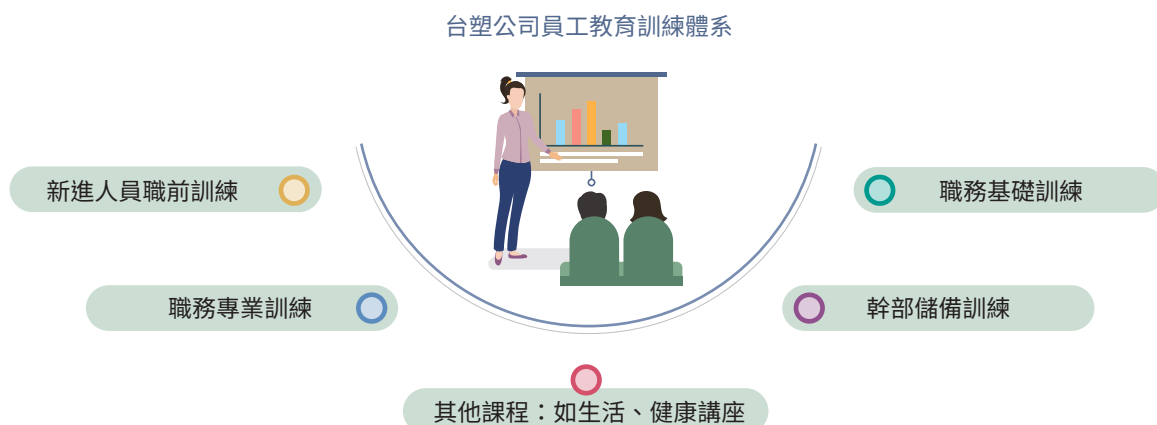 台塑公司員工教育訓練體系
新進人員職前訓練
職務基礎訓練
職務專業訓練
幹部儲備訓練
其他課程：如生活、健康講座